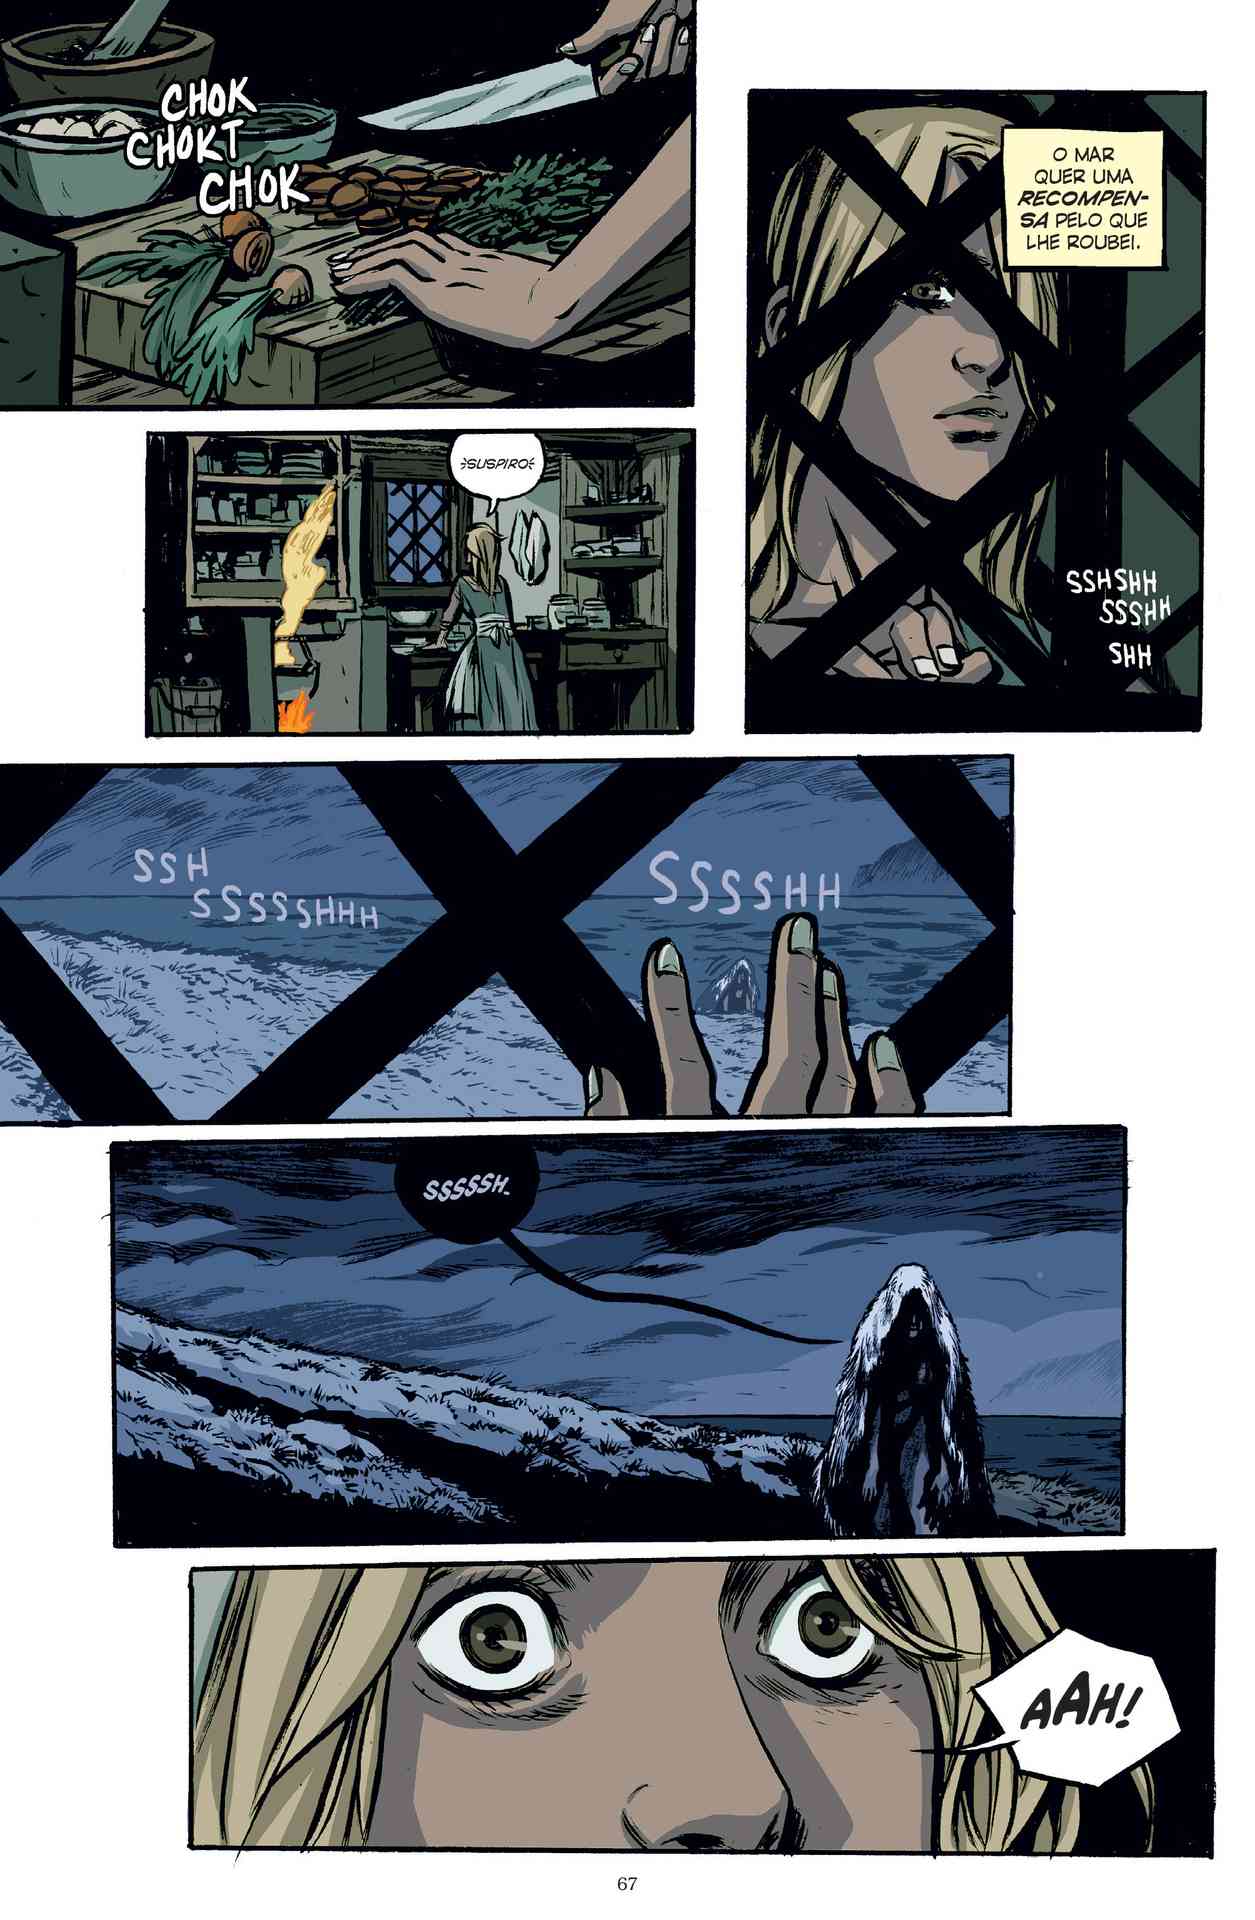 CHOK
CHOKT
CHOK
SUSPIRO
O MAR
QUER UMA
RECOMPEN-
SA PELO QUE
LHE ROUBEI.
SSHSHH
SSSHH
SHH
SSH
SSSSSHHH
SSSSHH
SSSSSH.
AAH!
67